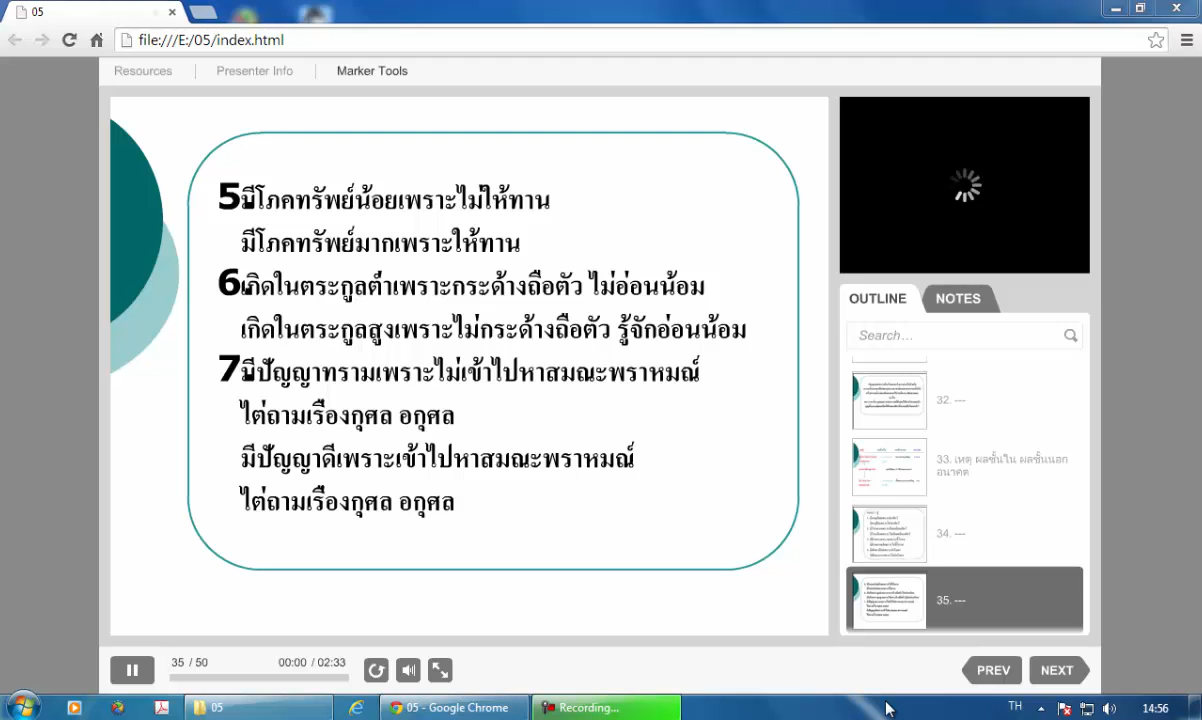 05
file:///E:/05/index.html
Resources
Presenter Info
Marker Tools
5. มีโภคทรัพย์น้อยเพราะไม่ให้ทาน
มีโภคทรัพย์มากเพราะให้ทาน
6. เกิดในตระกูลต่ำเพราะกระด้างถือตัว ไม่อ่อนน้อม
เกิดในตระกูลสูงเพราะไม่กระด้างถือตัว รู้จักอ่อนน้อม
7. มีปัญญาทรามเพราะไม่เข้าไปหาสมณะพราหมณ์
ไต่ถามเรื่องกุศล อกุศล
มีปัญญาดีเพราะเข้าไปหาสมณะพราหมณ์
ไต่ถามเรื่องกุศล อกุศล
OUTLINE
NOTES
Search...
32. ---
33. เหตุ ผลชั้นใน ผลชั้นนอก
อนาคต
34. ---
35. ---
35 / 50
00:00 / 02:33
PREV
NEXT
05
05 - Google Chrome
Recording...
TH
14:56